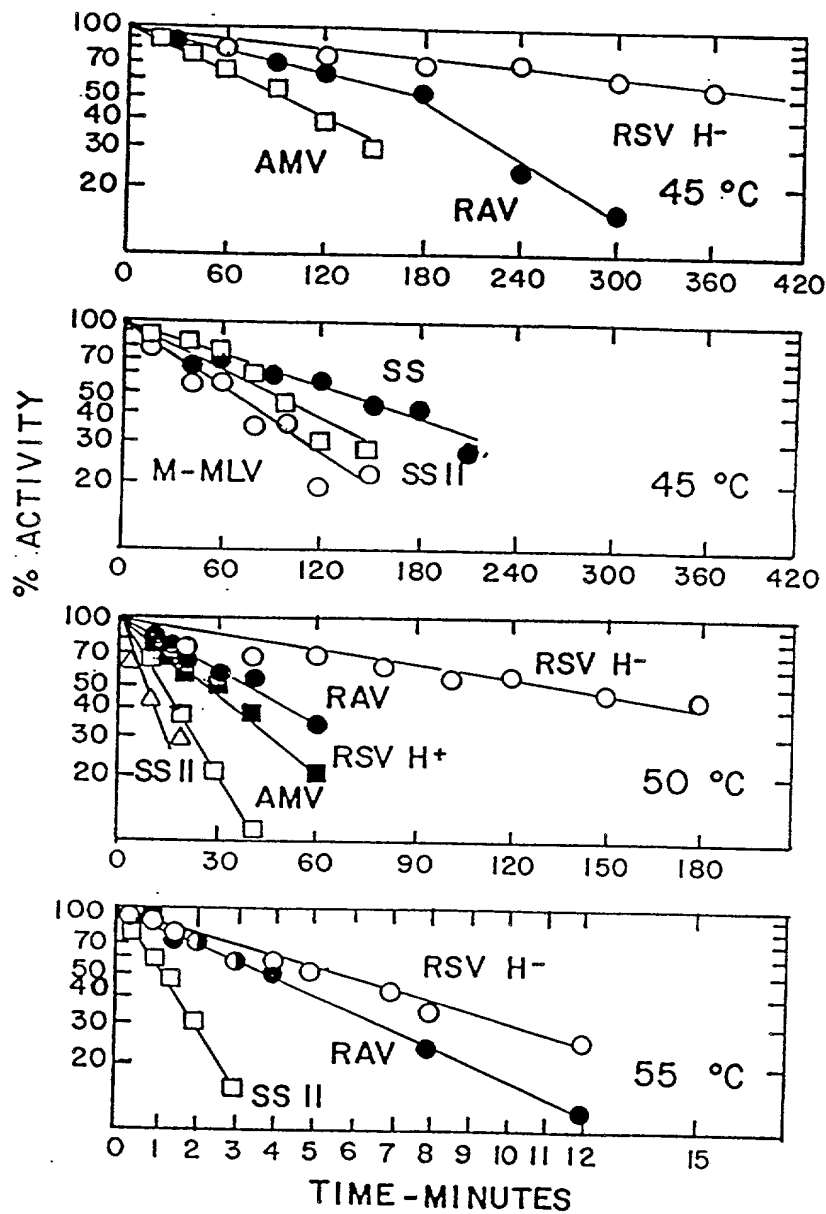 100
70
50
40
30
20
AMV
RAV
RSV H-
45 °C
0 60 120 180 240 300 360 420
100
70
50
40
30
20
M-MLV
SS
SS II
45 °C
0 60 120 180 240 300 360 420
% ACTIVITY
100
70
50
40
30
20
SS II
AMV
RSV H+
RAV
RSV H-
50 °C
0 30 60 90 120 150 180
100
70
50
40
30
20
SS II
RAV
RSV H-
55 °C
0 1 2 3 4 5 6 7 8 9 10 11 12 15
TIME-MINUTES